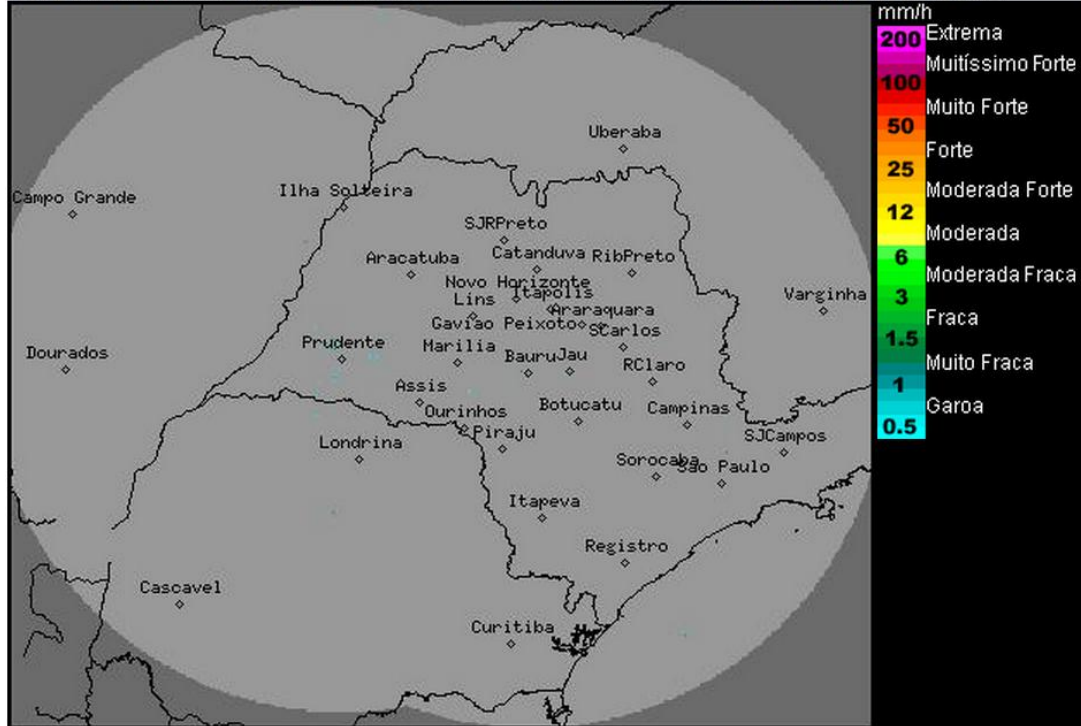 mm/h
200 Extrema
Muitíssimo Forte
100
Muito Forte
50
Forte
25
Moderada Forte
12
Moderada
6
Moderada Fraca
3
Fraca
1.5
Muito Fraca
1
Garoa
0.5
Uberaba
Campo Grande
Ilha Solteira
SJRPreto
Catanduva
RibPreto
Aracatuba
Novo Horizonte
Itapolis
Lins
Araraquara
Varginha
Gaviao Peixoto
SCarlos
Prudente
Dourados
Marilia
Bauru
Jau
RClaro
Assis
Ourinhos
Botucatu
Campinas
Piraju
SJCampos
Londrina
Sorocaba
Sao Paulo
Itapeva
Registro
Cascavel
Curitiba